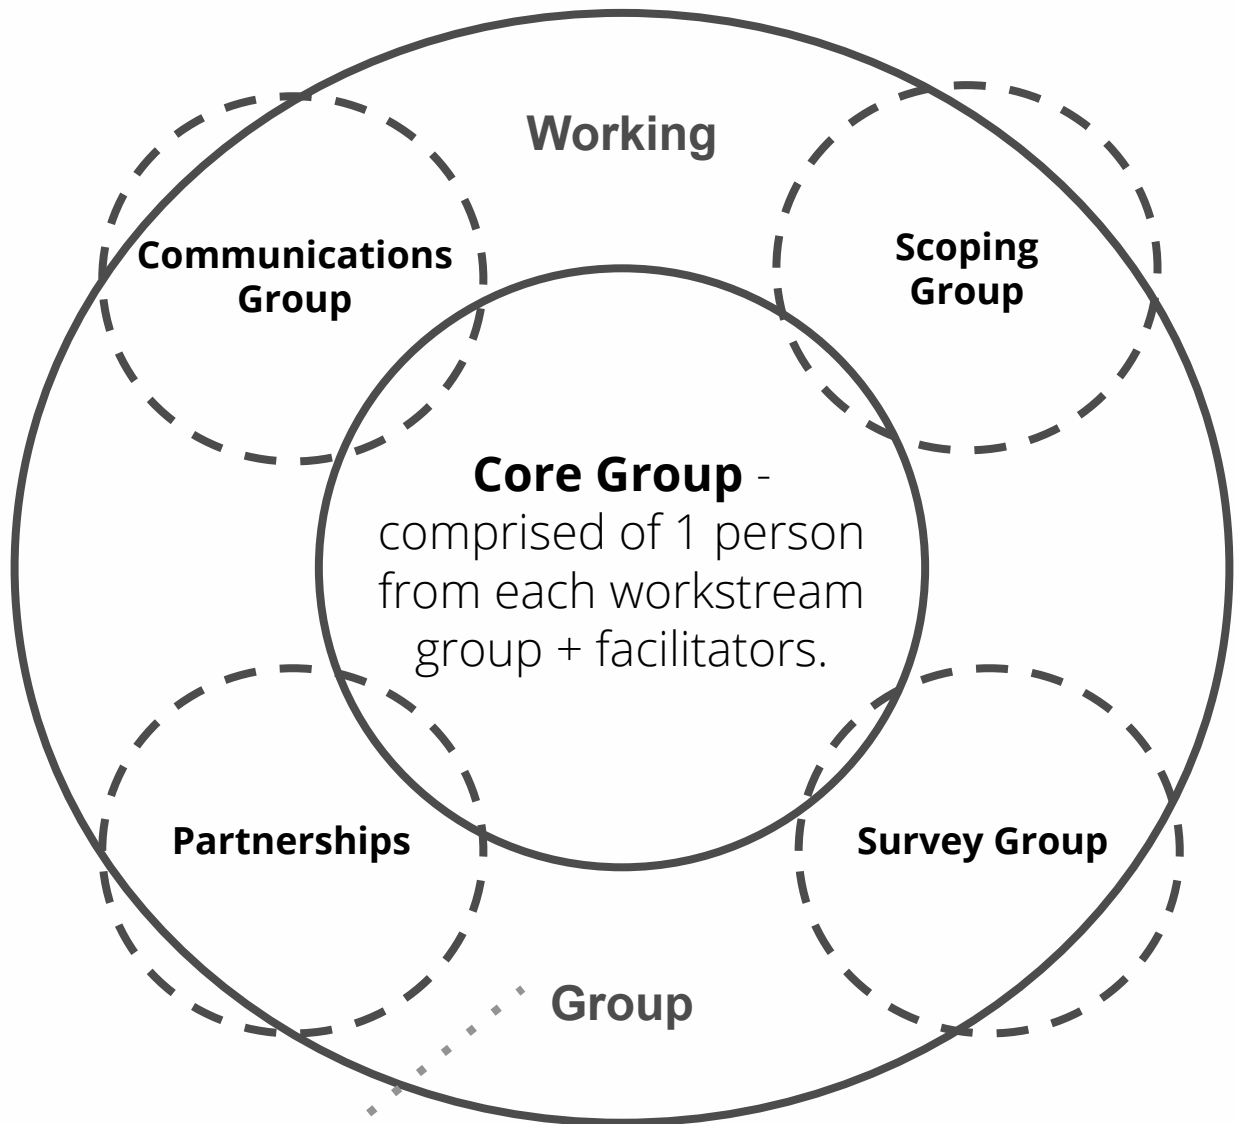 Working
Communications
Group
Scoping
Group
Core Group -
comprised of 1 person
from each workstream
group + facilitators.
Partnerships
Survey Group
Group